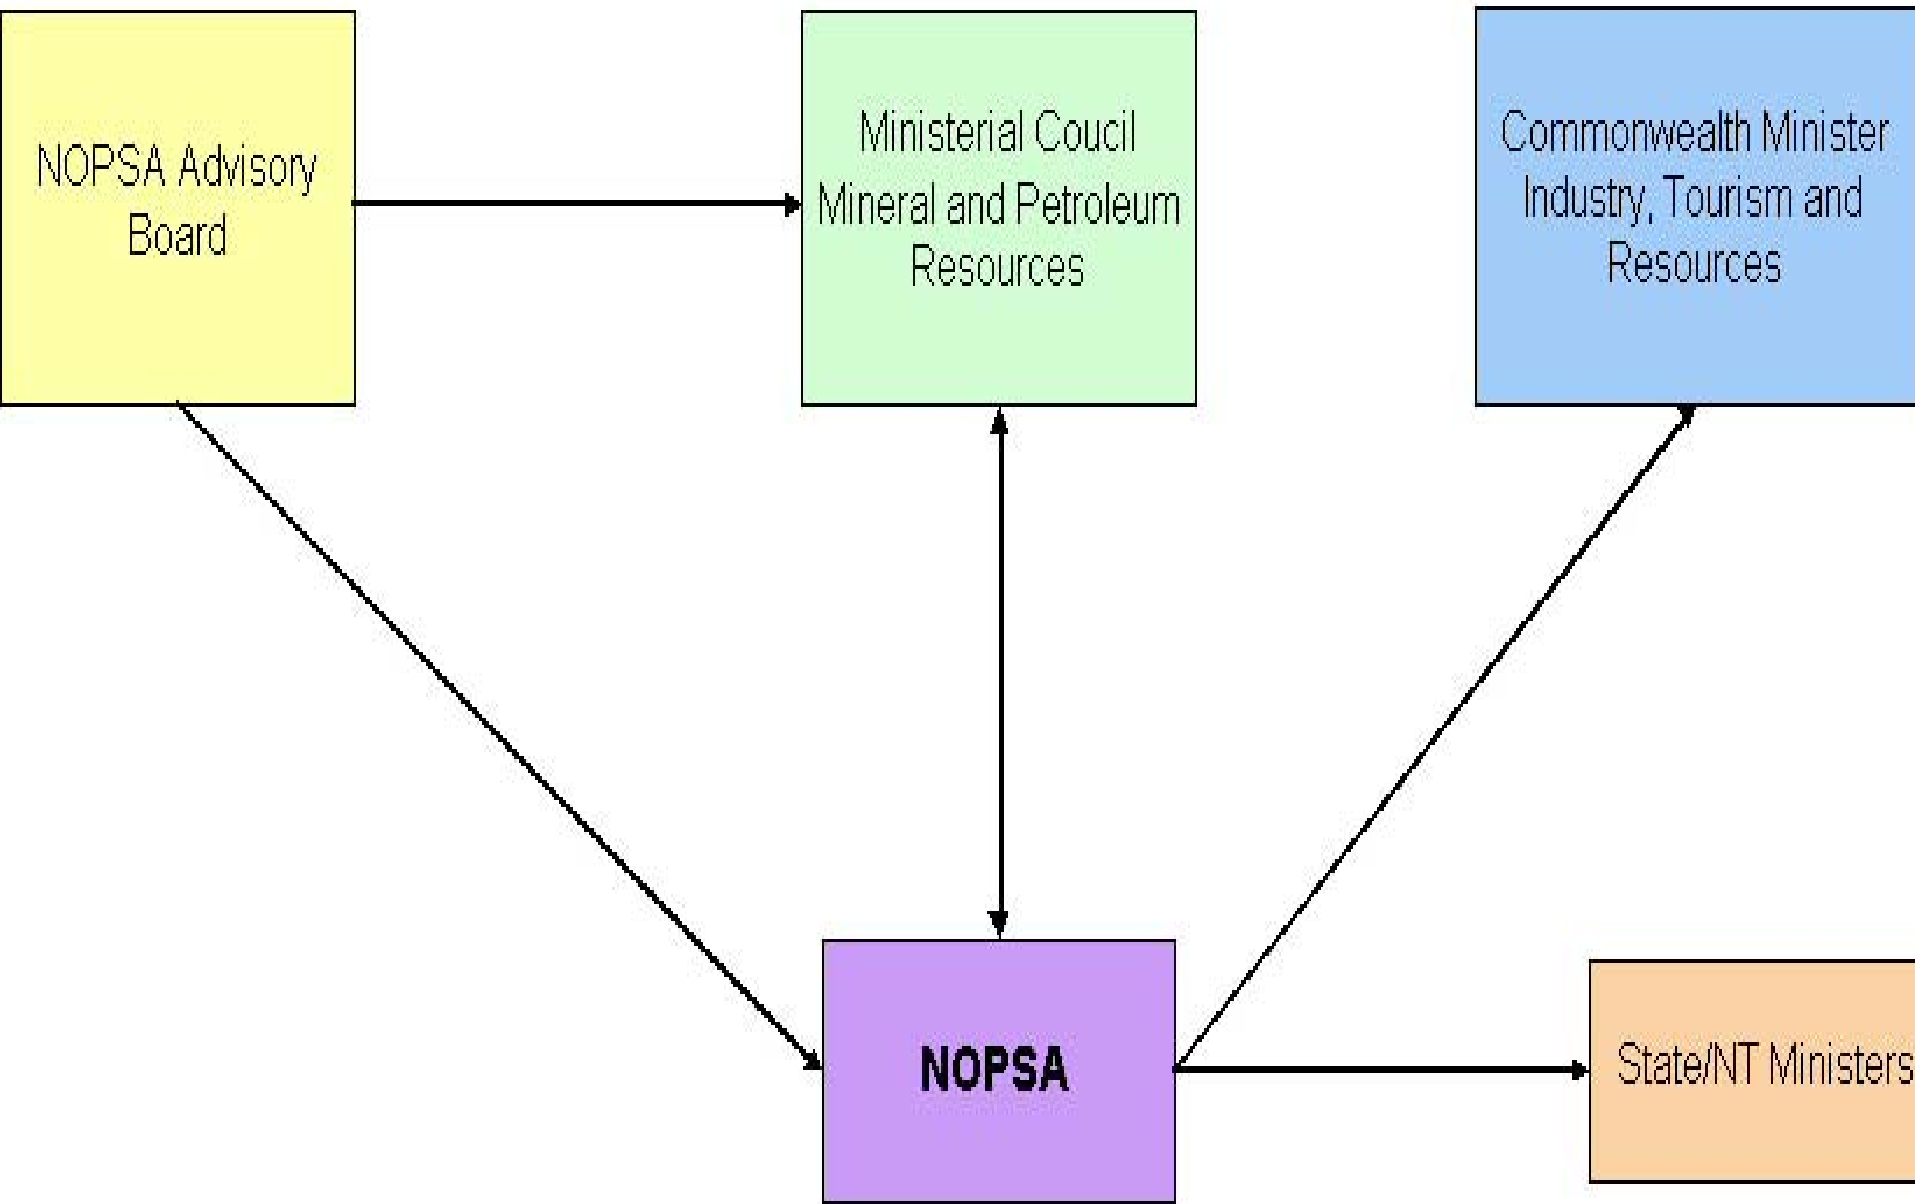 NOPSA Advisory
Board
Ministerial Coucil
Mineral and Petroleum
Resources
Commonwealth Minister
Industry, Tourism and
Resources
NOPSA
State/NT Ministers